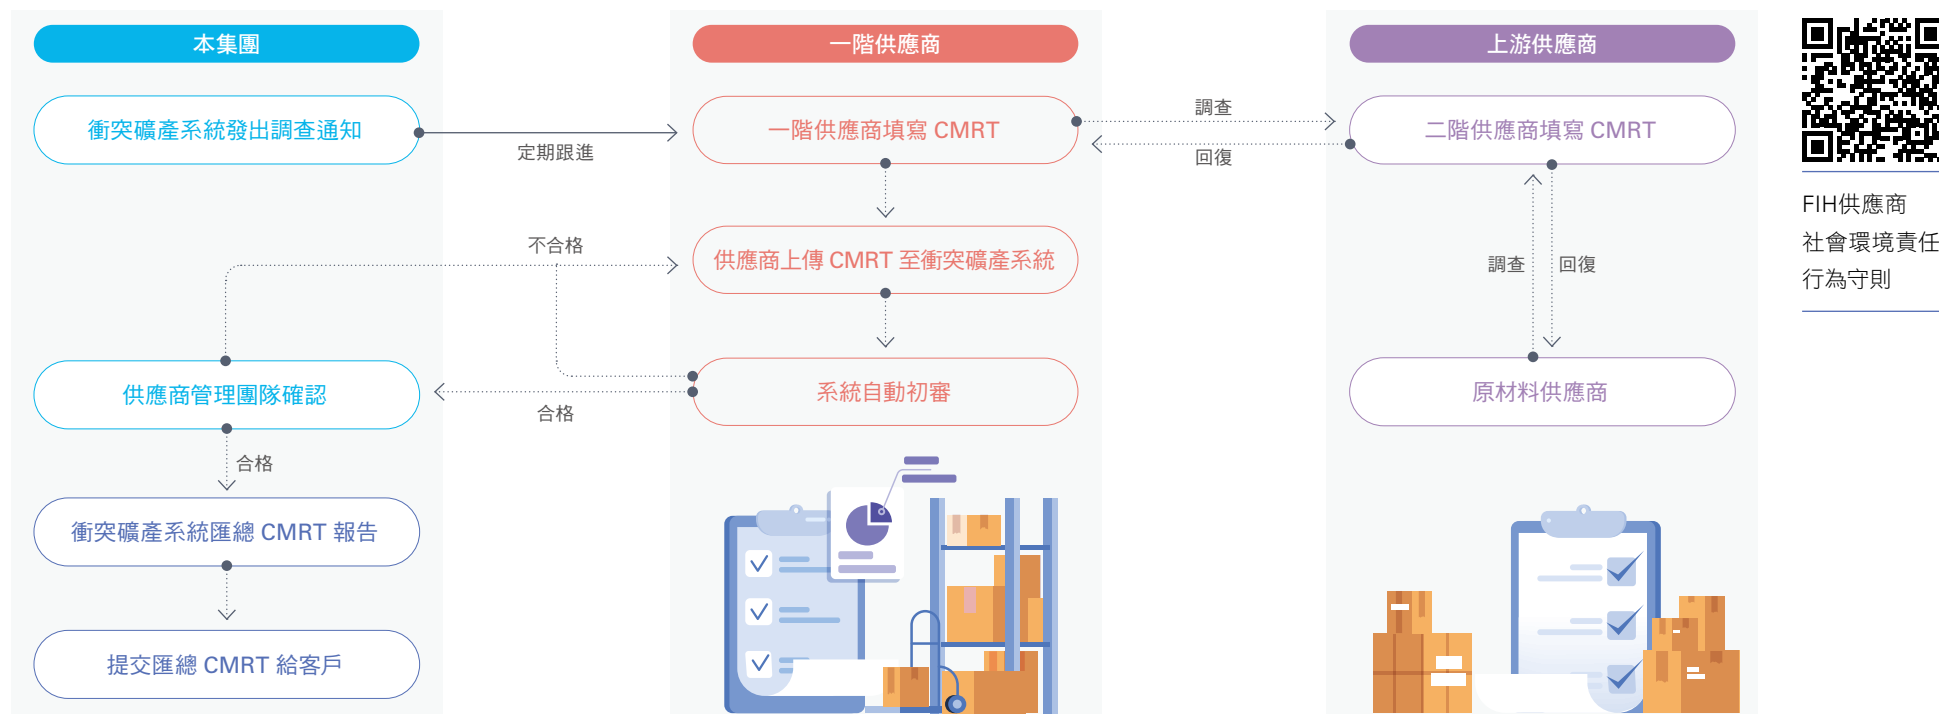 本集團
一階供應商
上游供應商
衝突礦產系統發出調查通知
定期跟進
一階供應商填寫 CMRT
調查
回復
二階供應商填寫 CMRT
不合格
供應商上傳 CMRT 至衝突礦產系統
調查
回復
供應商管理團隊確認
合格
系統自動初審
原材料供應商
合格
衝突礦產系統匯總 CMRT 報告
提交匯總 CMRT 給客戶
FIH供應商
社會環境責任
行為守則